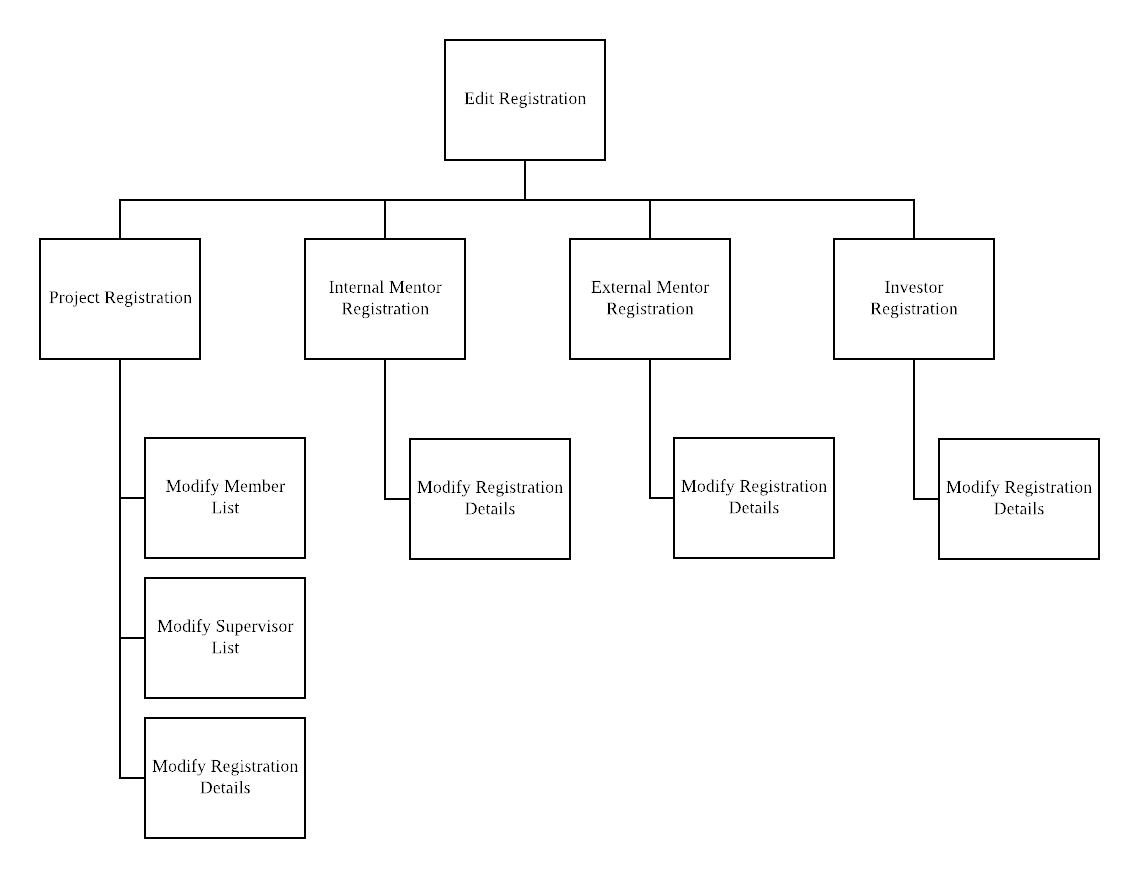 Edit Registration
Project Registration
Internal Mentor
Registration
External Mentor
Registration
Investor
Registration
Modify Member
List
Modify Registration
Details
Modify Registration
Details
Modify Registration
Details
Modify Supervisor
List
Modify Registration
Details